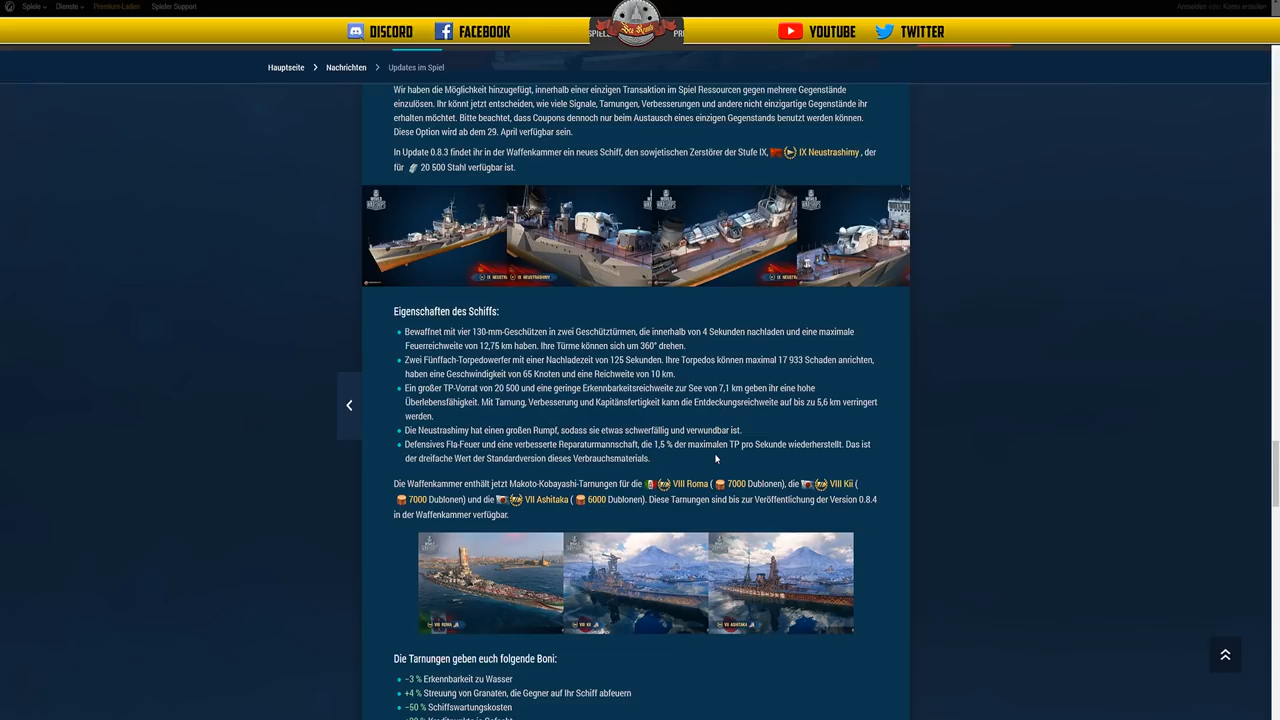 Spiele Dienste Premium-Laden Spieler Support Anmelden oder Konto erstellen
DISCORD FACEBOOK YOUTUBE TWITTER
Hauptseite Nachrichten Updates im Spiel
Wir haben die Möglichkeit hinzugefügt, innerhalb einer einzigen Transaktion im Spiel Ressourcen gegen mehrere Gegenstände
einzulösen. Ihr könnt jetzt entscheiden, wie viele Signale, Tarnungen, Verbesserungen und andere nicht einzigartige Gegenstände ihr
erhalten möchtet. Bitte beachtet, dass Coupons dennoch nur beim Austausch eines einzigen Gegenstands benutzt werden können.
Diese Option wird ab dem 29. April verfügbar sein.
In Update 0.8.3 findet ihr in der Waffenkammer ein neues Schiff, den sowjetischen Zerstörer der Stufe IX, IX Neustrashimy , der
für 20 500 Stahl verfügbar ist.
Eigenschaften des Schiffs:
Bewaffnet mit vier 130-mm-Geschützen in zwei Geschütztürmen, die innerhalb von 4 Sekunden nachladen und eine maximale
Feuerreichweite von 12,75 km haben. Ihre Türme können sich um 360° drehen.
Zwei Fünffach-Torpedowerfer mit einer Nachladezeit von 125 Sekunden. Ihre Torpedos können maximal 17 933 Schaden anrichten,
haben eine Geschwindigkeit von 65 Knoten und eine Reichweite von 10 km.
Ein großer TP-Vorrat von 20 500 und eine geringe Erkennbarkeitsreichweite zur See von 7,1 km geben ihr eine hohe
Überlebensfähigkeit. Mit Tarnung, Verbesserung und Kapitänsfertigkeit kann die Entdeckungsreichweite auf bis zu 5,6 km verringert
werden.
Die Neustrashimy hat einen großen Rumpf, sodass sie etwas schwerfällig und verwundbar ist.
Defensives Fla-Feuer und eine verbesserte Reparaturmannschaft, die 1,5 % der maximalen TP pro Sekunde wiederherstellt. Das ist
der dreifache Wert der Standardversion dieses Verbrauchsmaterials.
Die Waffenkammer enthält jetzt Makoto-Kobayashi-Tarnungen für die VIII Roma ( 7000 Dublonen), die VIII Kii (
7000 Dublonen) und die VII Ashitaka ( 6000 Dublonen). Diese Tarnungen sind bis zur Veröffentlichung der Version 0.8.4
in der Waffenkammer verfügbar.
VIII ROMA VIII KII VII ASHITAKA
Die Tarnungen geben euch folgende Boni:
−3 % Erkennbarkeit zu Wasser
+4 % Streuung von Granaten, die Gegner auf Ihr Schiff abfeuern
−50 % Schiffswartungskosten